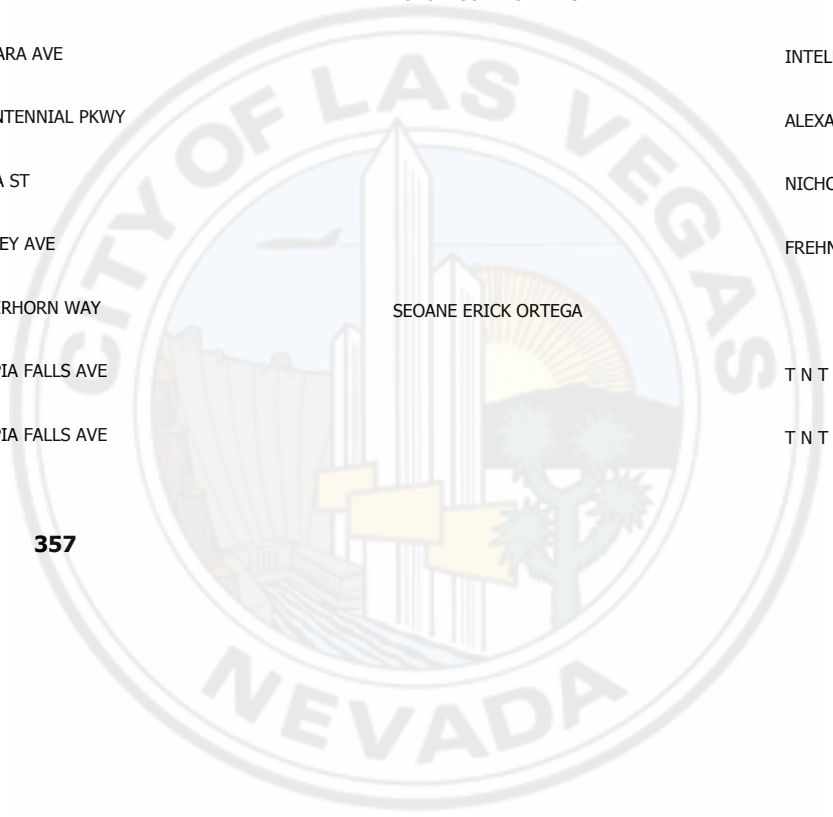 ARA AVE
INTEL
NTENNIAL PKWY
ALEXA
A ST
NICHO
EY AVE
FREHN
ERHORN WAY
SEOANE ERICK ORTEGA
PIA FALLS AVE
T N T
PIA FALLS AVE
T N T
357
CITY OF LAS VEGAS
NEVADA